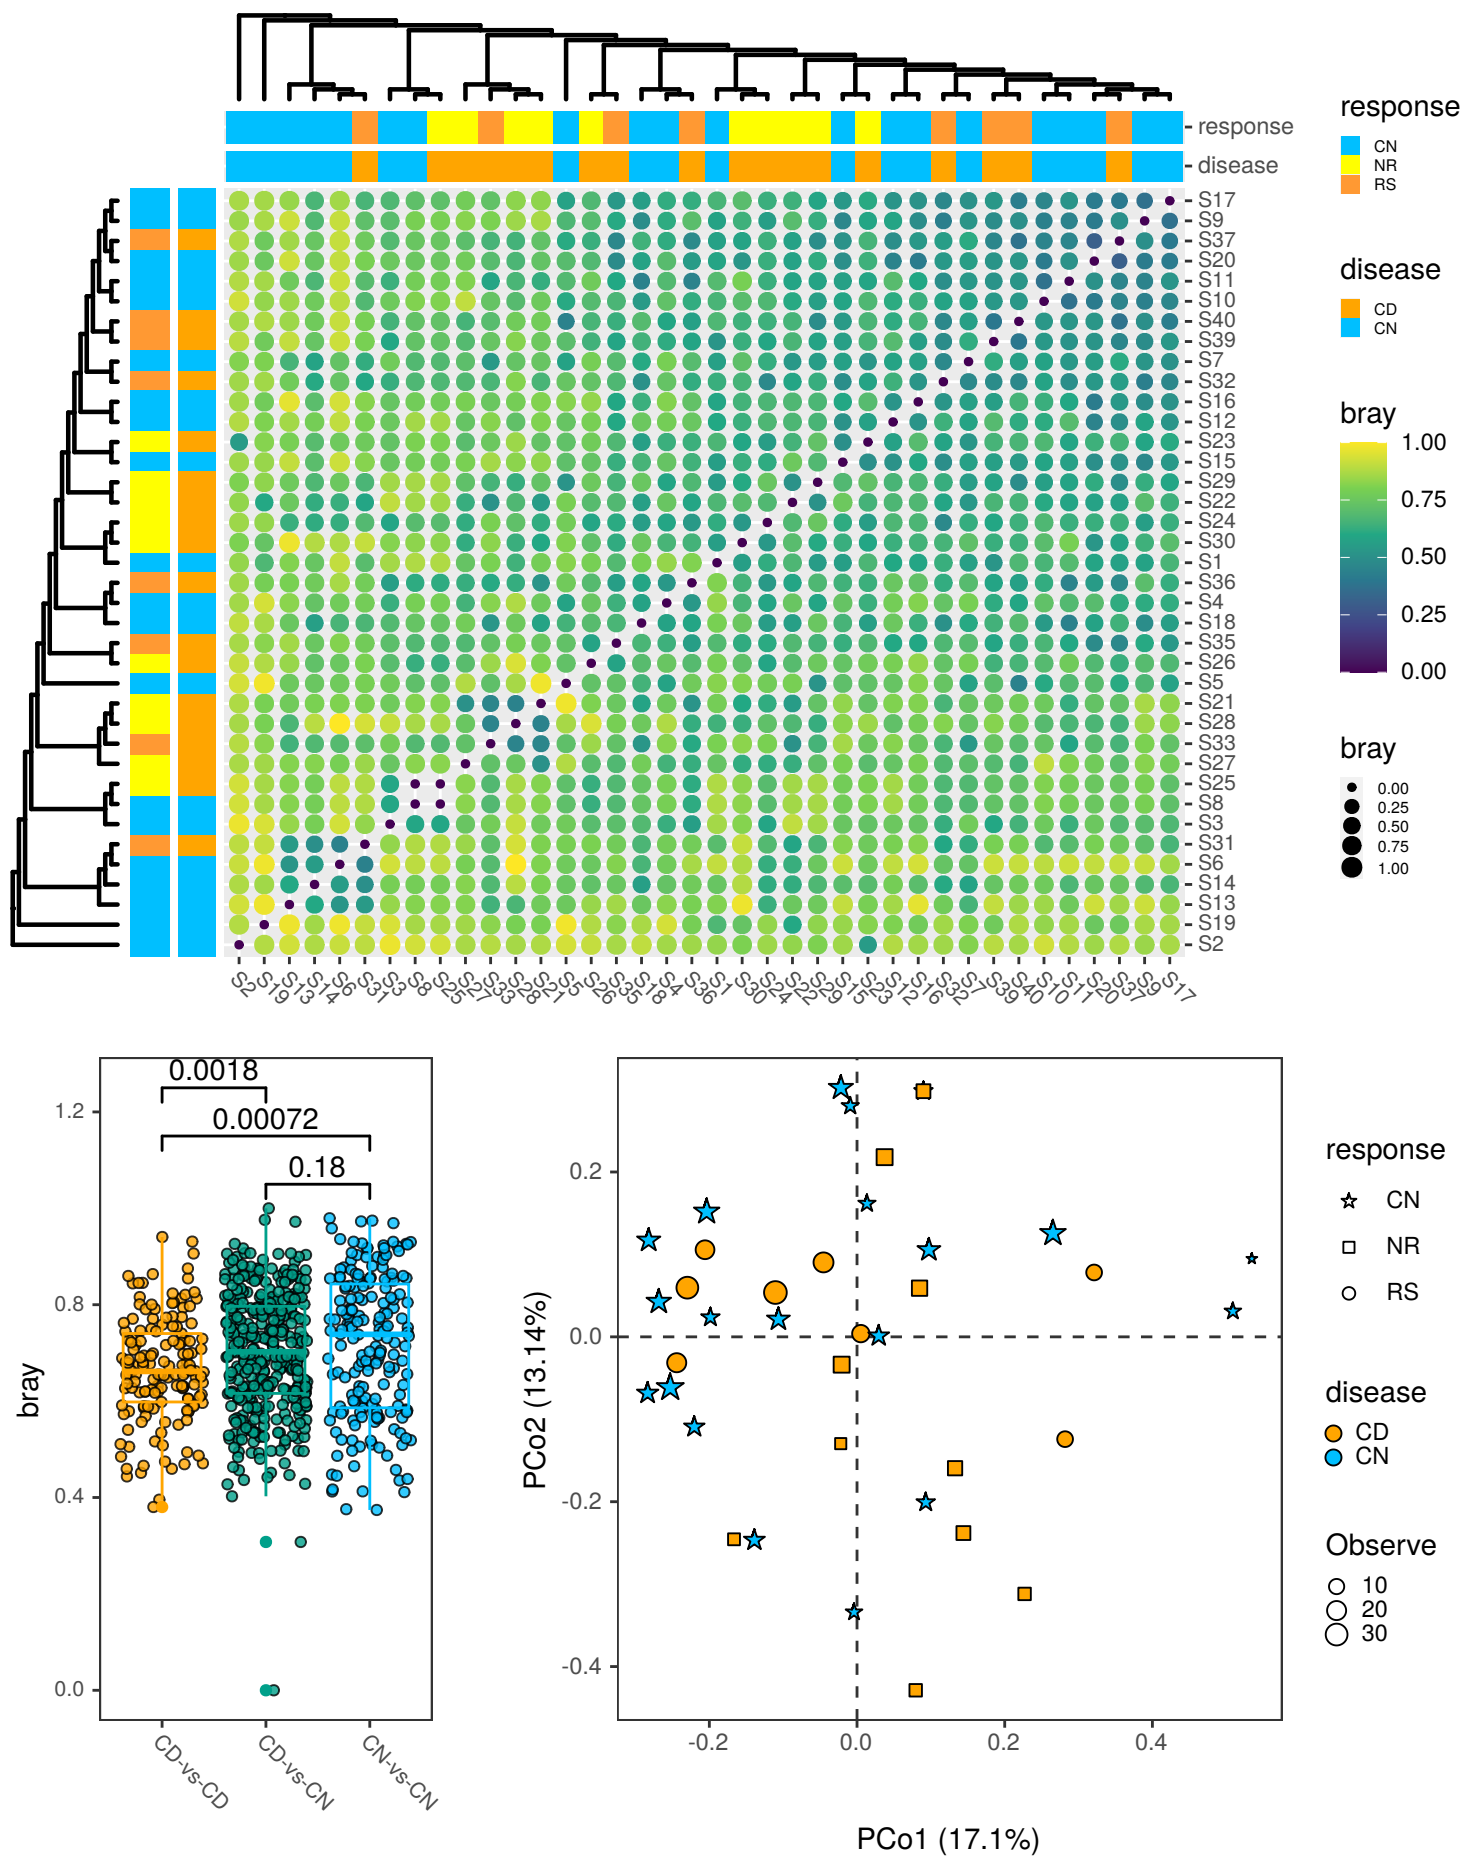 response
disease
S17
S9
S37
S20
S11
S10
S40
S39
S7
S32
S16
S12
S23
S15
S29
S22
S24
S30
S1
S36
S4
S18
S35
S26
S5
S21
S28
S33
S27
S25
S8
S3
S31
S6
S14
S13
S19
S2
S2 S19 S13 S14 S6 S31 S3 S8 S25 S27 S33 S28 S21 S5 S26 S35 S18 S4 S36 S1 S30 S24 S22 S29 S15 S23 S12 S16 S32 S7 S39 S40 S10 S11 S20 S37 S9 S17
response
CN
NR
RS
disease
CD
CN
bray
1.00
0.75
0.50
0.25
0.00
bray
0.00
0.25
0.50
0.75
1.00
0.0018
0.00072
0.18
1.2
0.8
0.4
0.0
bray
CD-vs-CD
CD-vs-CN
CN-vs-CN
0.2
0.0
-0.2
-0.4
PCo2 (13.14%)
-0.2 0.0 0.2 0.4
PCo1 (17.1%)
response
CN
NR
RS
disease
CD
CN
Observe
10
20
30